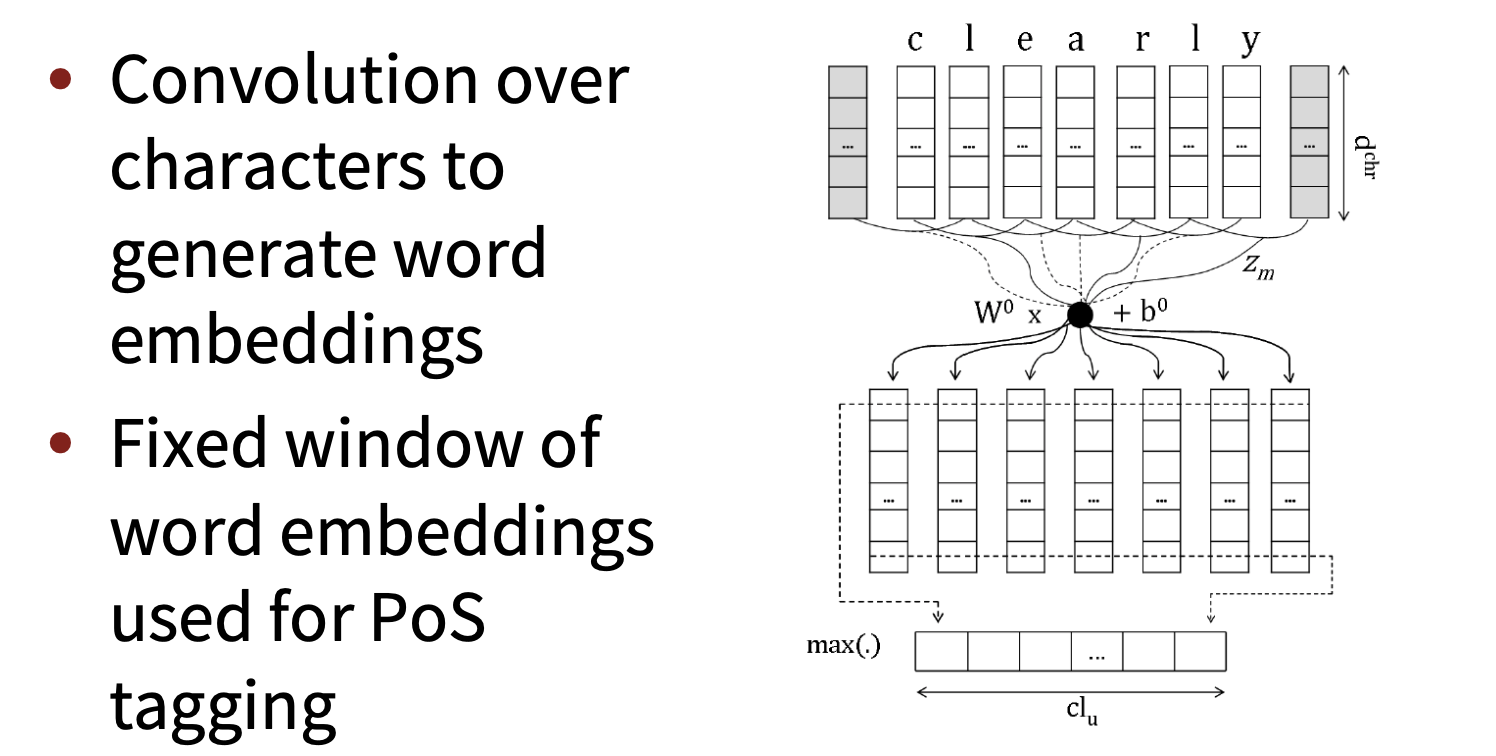 • Convolution over
characters to
generate word
embeddings
• Fixed window of
word embeddings
used for PoS
tagging
c l e a r l y
... ... ... ... ... ... ... ... ...
d^chr
z_m
W^0 x + b^0
... ... ... ... ... ... ...
max(.)
...
cl_u